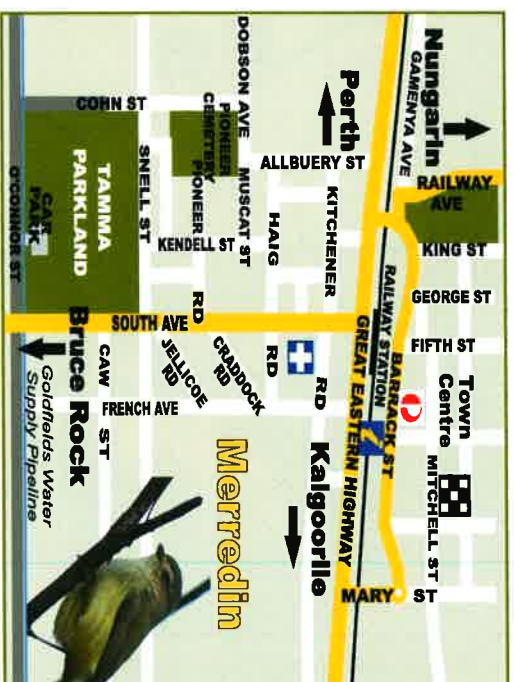 Nungarin
GAMENYA AVE
Perth
RAILWAY
AVE
KING ST
GEORGE ST
FIFTH ST
Town
Centre
MITCHELL ST
BARRACK ST
RAILWAY STATION
GREAT EASTERN HIGHWAY
MARY ST
Kalgoorlie
ALLBUERY ST
KITCHENER
RD
HAIG
RD
DOBSON AVE
MUSCAT ST
PIONEER
CEMETERY
PIONEER
RD
KENDELL ST
COHN ST
SNELL ST
SOUTH AVE
CRADDOCK
RD
JELLICOE
RD
FRENCH AVE
CAW ST
TAMMA
PARKLAND
CAR
PARK
O'CONNOR ST
Bruce Rock
Goldfields Water
Supply Pipeline
Merredin
i